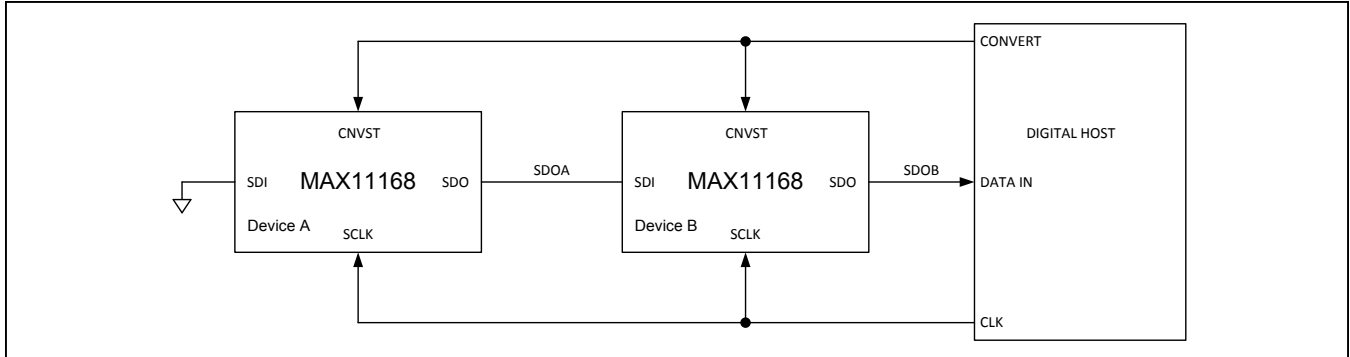 CONVERT
CNVST
CNVST
DIGITAL HOST
SDI MAX11168 SDO
SDOA
SDI MAX11168 SDO
SDOB
DATA IN
Device A
SCLK
Device B
SCLK
CLK